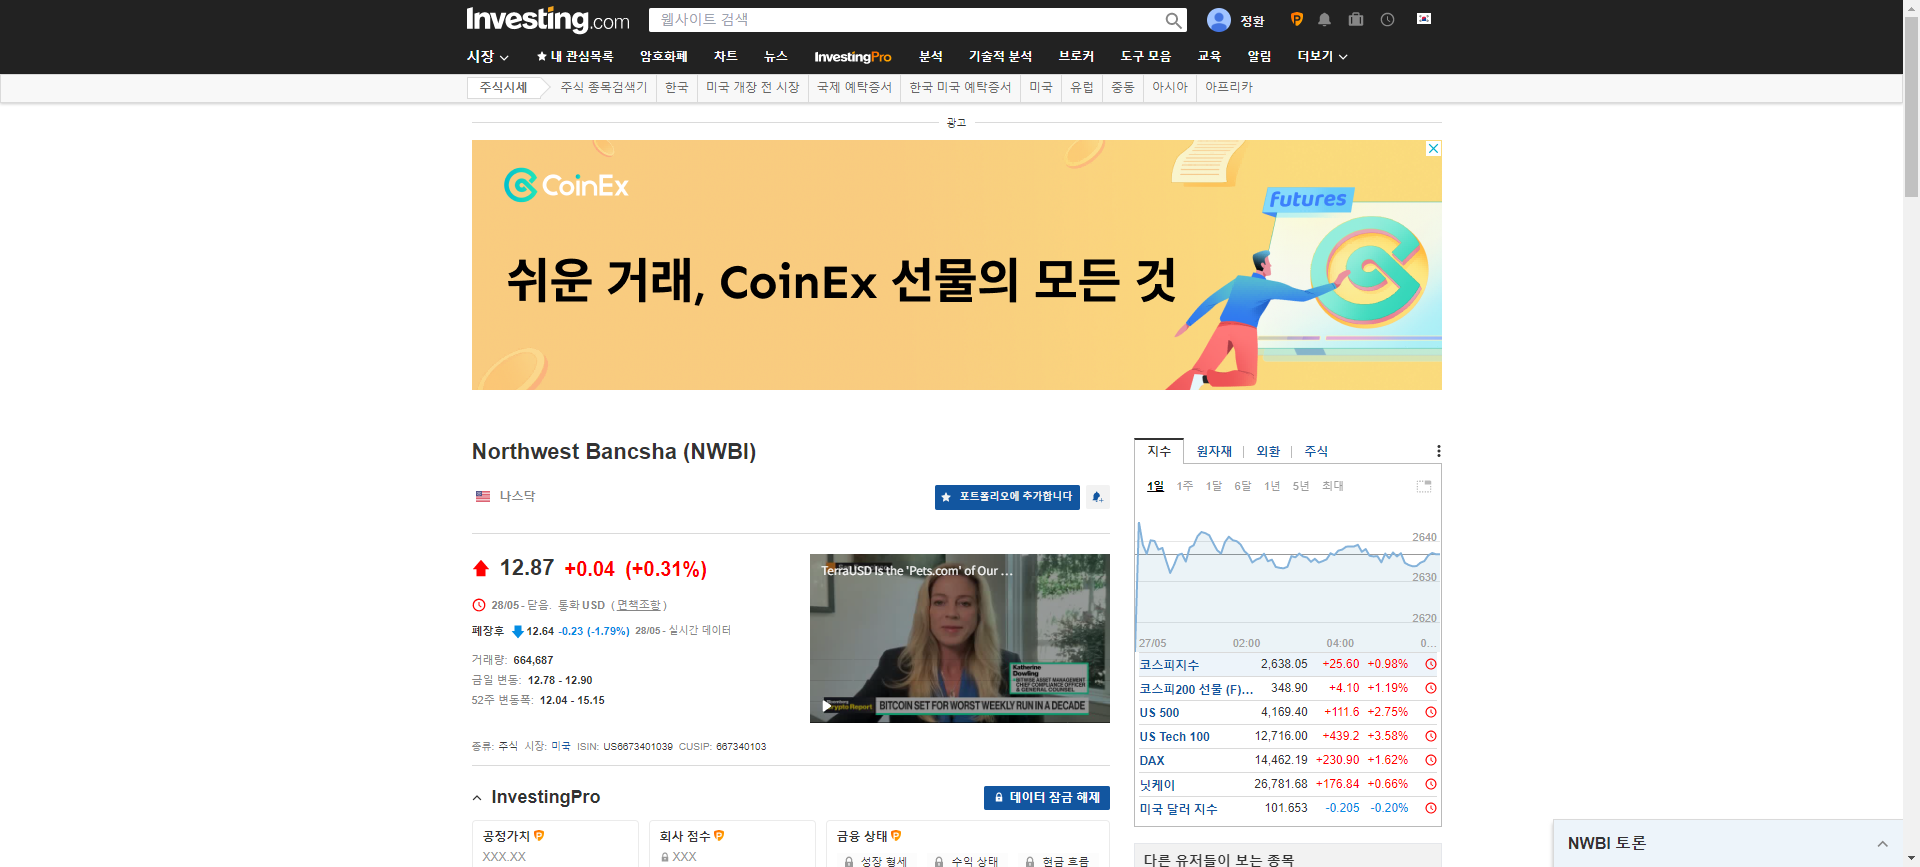 Investing.com
웹사이트 검색
정환
시장
내 관심목록
암호화폐
차트
뉴스
InvestingPro
분석
기술적 분석
브로커
도구 모음
교육
알림
더보기
주식시세
주식 종목검색기
한국
미국 개장 전 시장
국제 예탁증서
한국 미국 예탁증서
미국
유럽
중동
아시아
아프리카
광고
CoinEx
futures
쉬운 거래, CoinEx 선물의 모든 것
Northwest Bancsha (NWBI)
나스닥
포트폴리오에 추가합니다
12.87 +0.04 (+0.31%)
28/05 - 닫음. 통화 USD ( 면책조항 )
폐장후 12.64 -0.23 (-1.79%) 28/05 - 실시간 데이터
거래량: 664,687
금일 변동: 12.78 - 12.90
52주 변동폭: 12.04 - 15.15
TerraUSD Is the 'Pets.com' of Our ...
Katherine
Dowling
BITWISE ASSET MANAGEMENT
CHIEF COMPLIANCE OFFICER
& GENERAL COUNSEL
BITCOIN SET FOR WORST WEEKLY RUN IN A DECADE
종류: 주식 시장: 미국 ISIN: US6673401039 CUSIP: 667340103
InvestingPro
데이터 잠금 해제
공정가치
XXX.XX
회사 점수
XXX
금융 상태
성장 형세
수익 상태
현금 흐름
지수
원자재
외환
주식
1일 1주 1달 6달 1년 5년 최대
2640
2630
2620
27/05 02:00 04:00 0...
코스피지수 2,638.05 +25.60 +0.98%
코스피200 선물 (F)... 348.90 +4.10 +1.19%
US 500 4,169.40 +111.6 +2.75%
US Tech 100 12,716.00 +439.2 +3.58%
DAX 14,462.19 +230.90 +1.62%
닛케이 26,781.68 +176.84 +0.66%
미국 달러 지수 101.653 -0.205 -0.20%
다른 유저들이 보는 종목
NWBI 토론